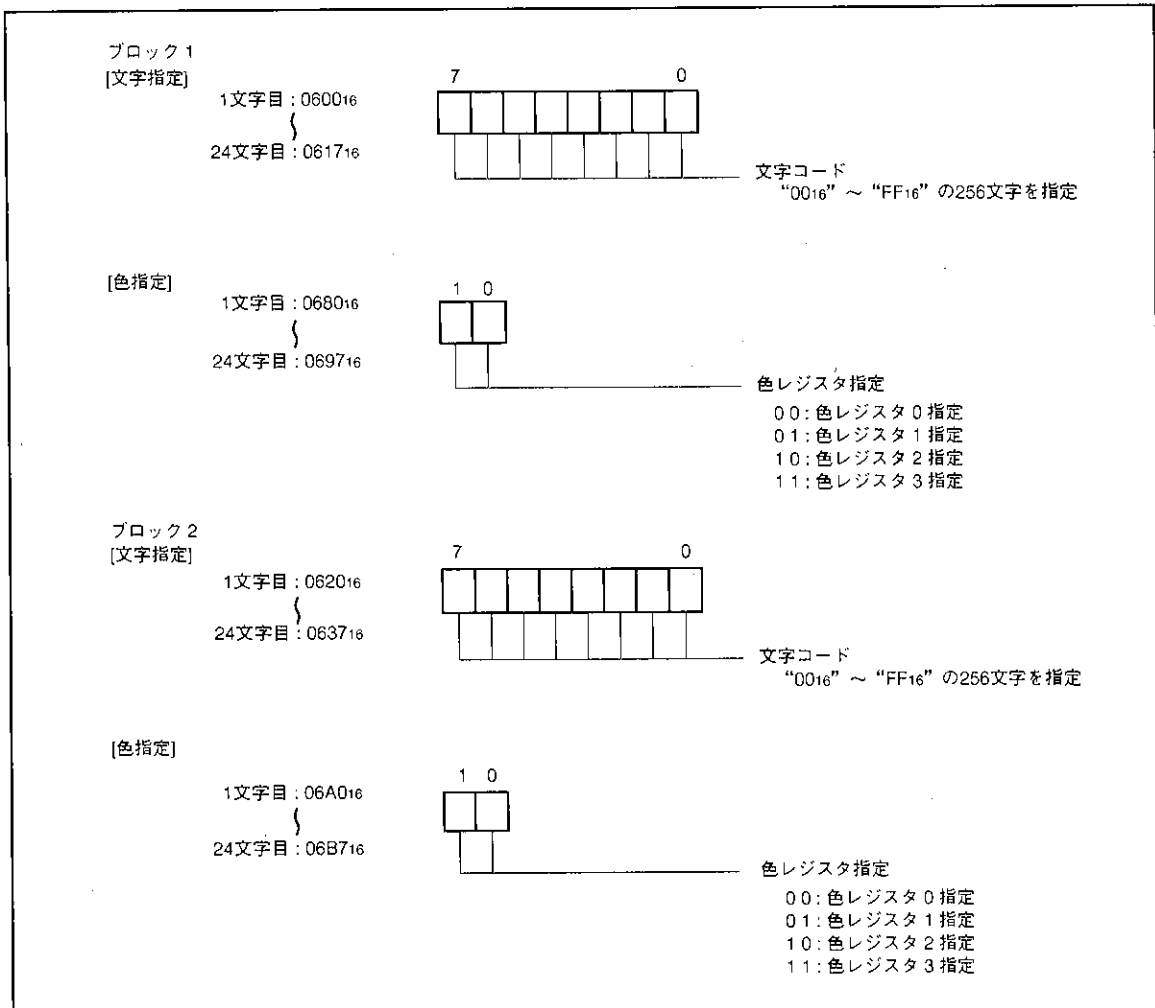 ブロック1
[文字指定]
7 0
1文字目:060016
24文字目:061716
文字コード
“0016” ～ “FF16” の256文字を指定
[色指定]
1 0
1文字目:068016
24文字目:069716
色レジスタ指定
00:色レジスタ0指定
01:色レジスタ1指定
10:色レジスタ2指定
11:色レジスタ3指定
ブロック2
[文字指定]
7 0
1文字目:062016
24文字目:063716
文字コード
“0016” ～ “FF16” の256文字を指定
[色指定]
1 0
1文字目:06A016
24文字目:06B716
色レジスタ指定
00:色レジスタ0指定
01:色レジスタ1指定
10:色レジスタ2指定
11:色レジスタ3指定